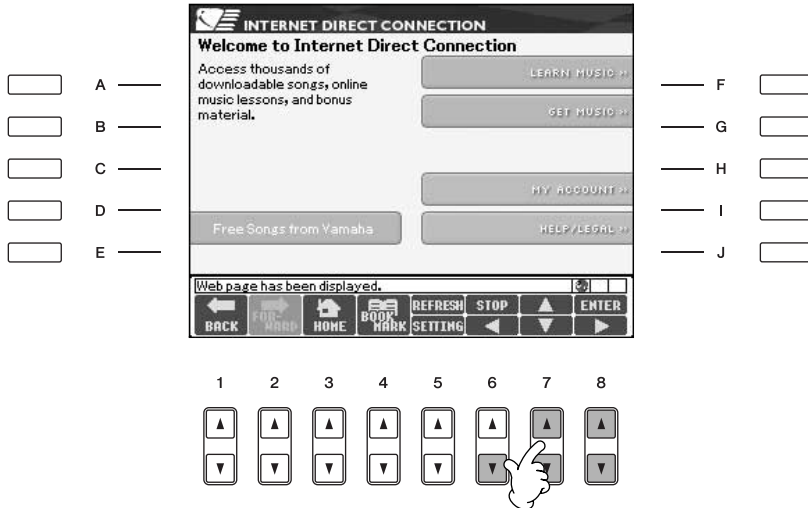 INTERNET DIRECT CONNECTION
Welcome to Internet Direct Connection
Access thousands of
downloadable songs, online
music lessons, and bonus
material.
LEARN MUSIC »
GET MUSIC »
MY ACCOUNT »
Free Songs from Yamaha
HELP/LEGAL »
A
B
C
D
E
F
G
H
I
J
Web page has been displayed.
BACK
FOR-
WARD
HOME
BOOK
MARK
REFRESH
SETTING
STOP
ENTER
1 2 3 4 5 6 7 8